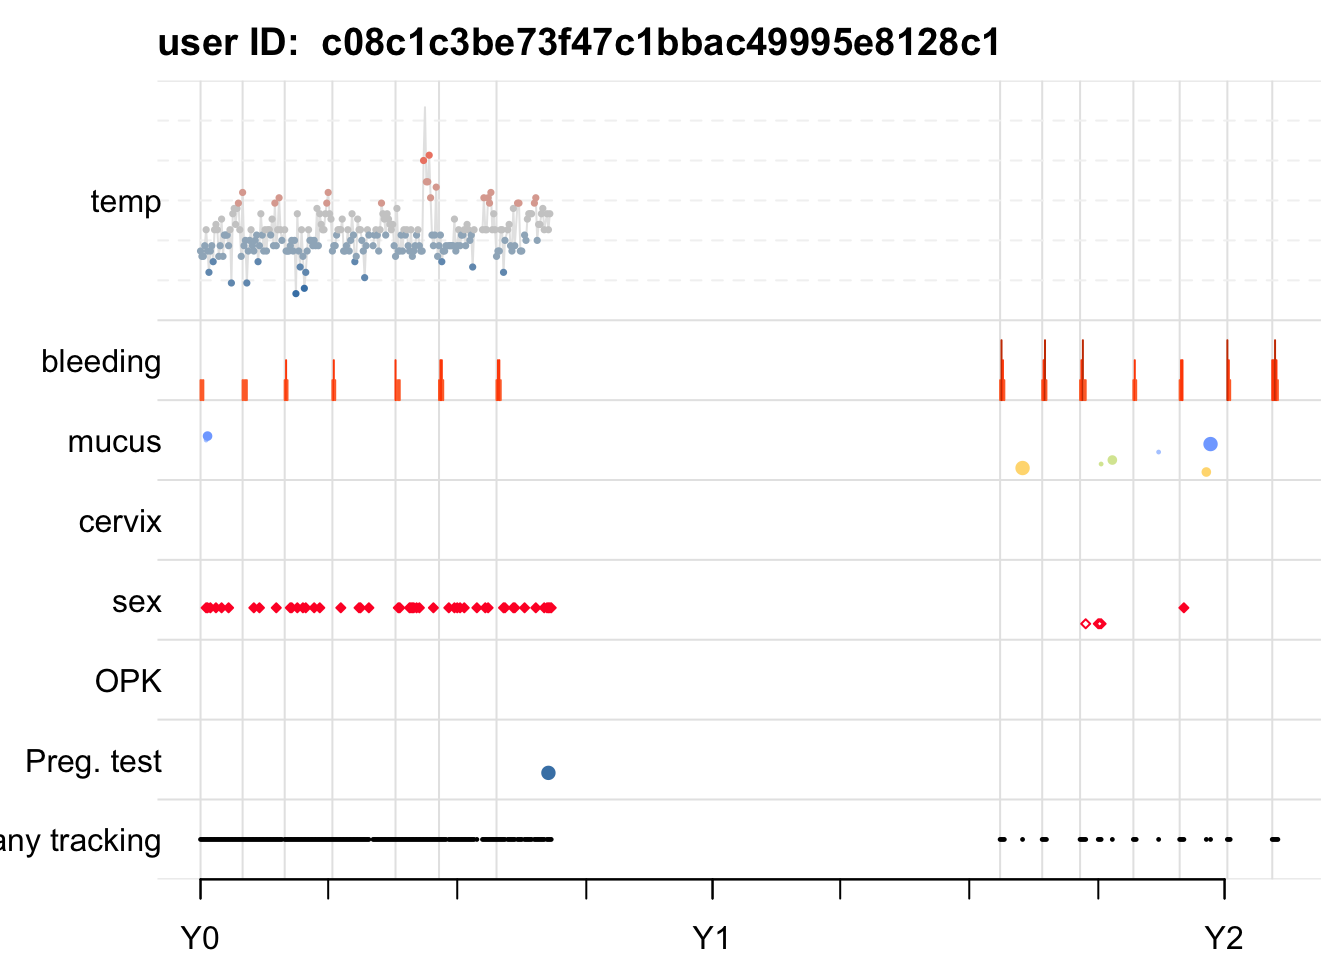 user ID:  c08c1c3be73f47c1bbac49995e8128c1
temp
bleeding
mucus
cervix
sex
OPK
Preg. test
any tracking
Y0 Y1 Y2